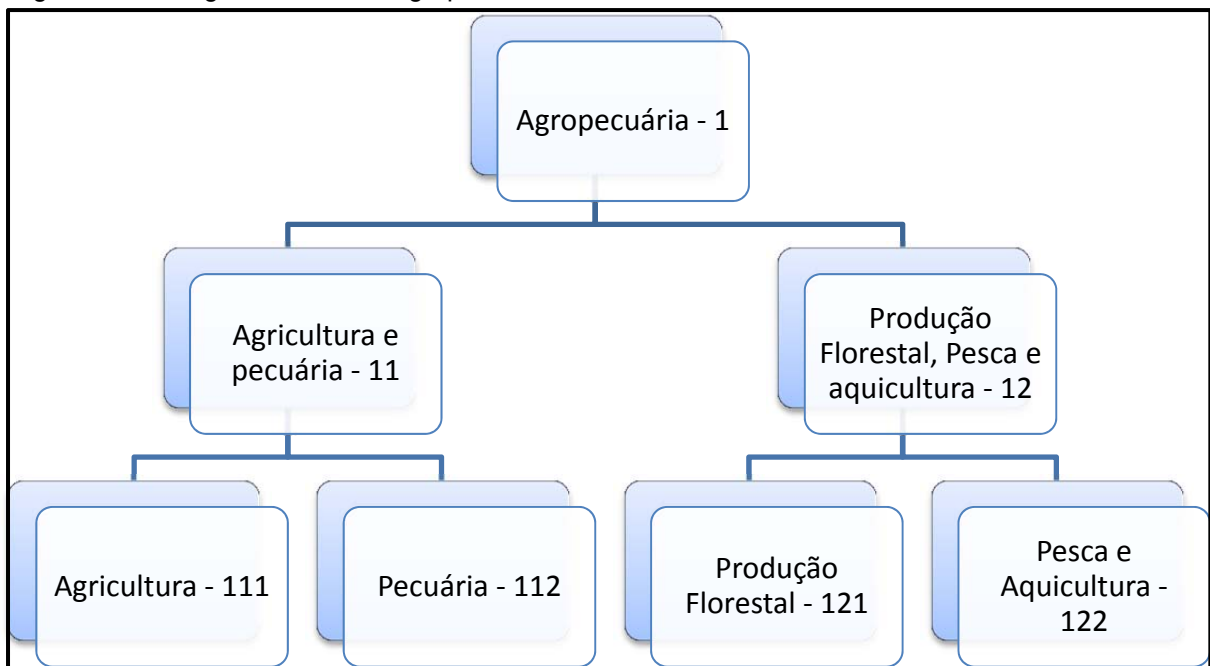 Agropecuária - 1
Agricultura e
pecuária - 11
Produção
Florestal, Pesca e
aquicultura - 12
Agricultura - 111
Pecuária - 112
Produção
Florestal - 121
Pesca e
Aquicultura -
122